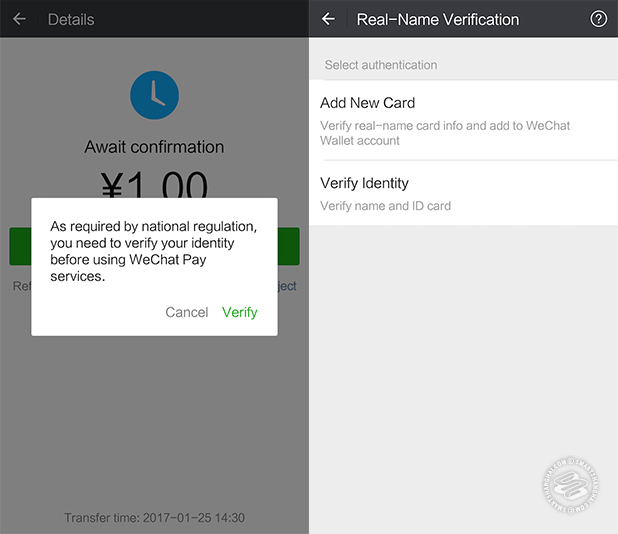 Details
Await confirmation
¥1.00
As required by national regulation,
you need to verify your identity
before using WeChat Pay
services.
Ref
ject
Cancel Verify
Transfer time: 2017-01-25 14:30
Real-Name Verification
Select authentication
Add New Card
Verify real-name card info and add to WeChat
Wallet account
Verify Identity
Verify name and ID card
SMARTSHANGHAI.COM